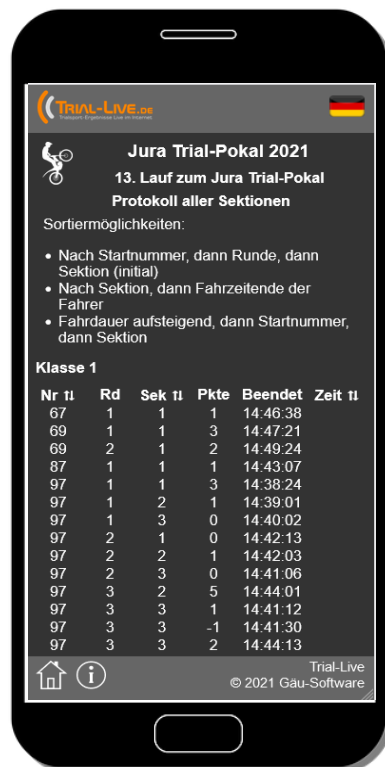 TRIAL-LIVE.DE
Trialsport-Ergebnisse Live im Internet
Jura Trial-Pokal 2021
13. Lauf zum Jura Trial-Pokal
Protokoll aller Sektionen
Sortiermöglichkeiten:
• Nach Startnummer, dann Runde, dann
Sektion (initial)
• Nach Sektion, dann Fahrzeitende der
Fahrer
• Fahrdauer aufsteigend, dann Startnummer,
dann Sektion
Klasse 1
Nr ⇅ Rd Sek ⇅ Pkte Beendet Zeit ⇅
67 1 1 1 14:46:38
69 1 1 3 14:47:21
69 2 1 2 14:49:24
87 1 1 1 14:43:07
97 1 1 3 14:38:24
97 1 2 1 14:39:01
97 1 3 0 14:40:02
97 2 1 0 14:42:13
97 2 2 1 14:42:03
97 2 3 0 14:41:06
97 3 2 5 14:44:01
97 3 3 1 14:41:12
97 3 3 -1 14:41:30
97 3 3 2 14:44:13
i
Trial-Live
© 2021 Gäu-Software